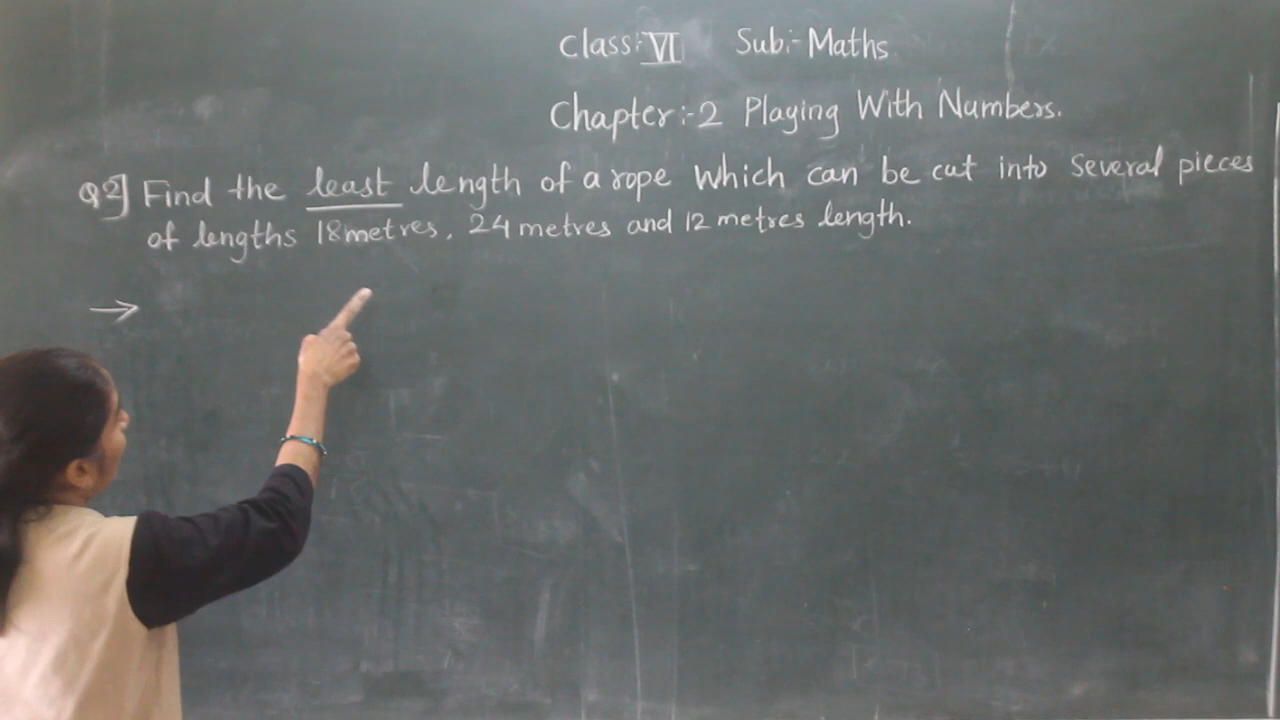 Class:- VI Sub:- Maths
Chapter:-2 Playing With Numbers.
Q2] Find the least length of a rope which can be cut into several pieces
of lengths 18metres, 24 metres and 12 metres length.
→